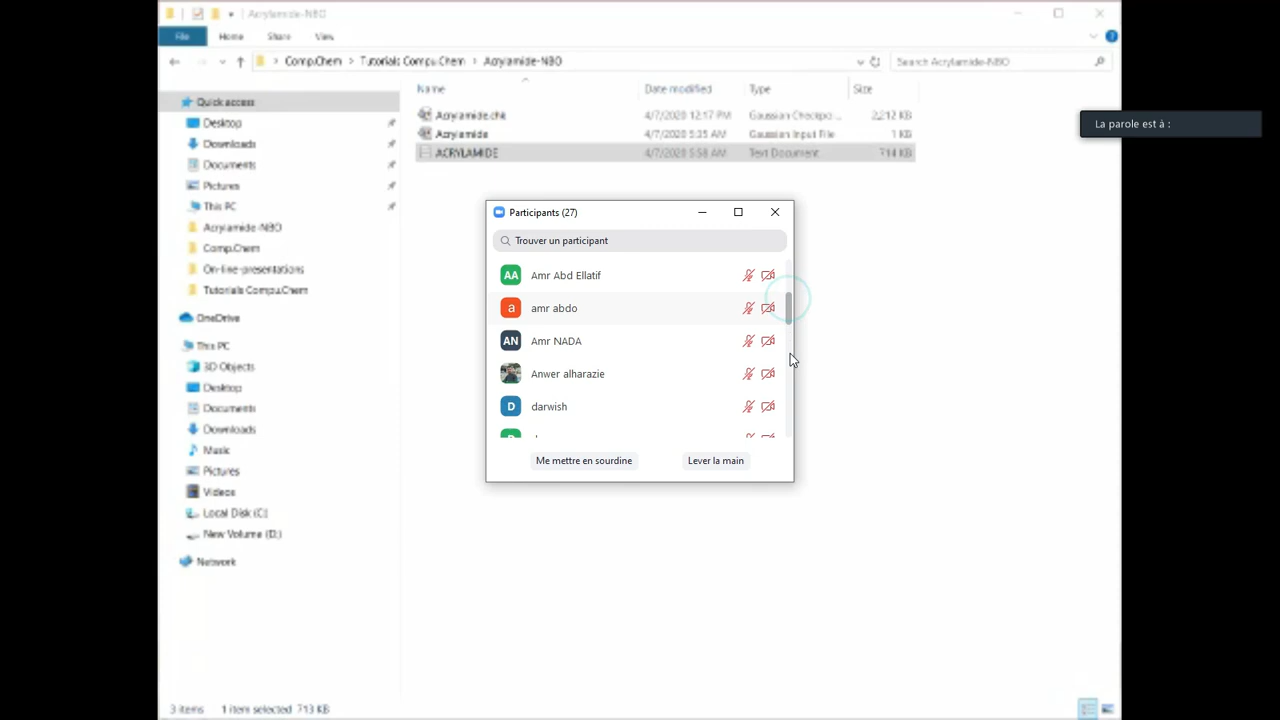 Acrylamide-NBO
File Home Share View
Comp.Chem > Tutorials Compu.Chem > Acrylamide-NBO
Search Acrylamide-NBO
Name Date modified Type Size
Quick access
Acrylamide.chk 4/7/2020 12:17 PM Gaussian Checkpo... 2,212 KB
Desktop
Acrylamide 4/7/2020 5:35 AM Gaussian Input File 1 KB
La parole est à :
Downloads
ACRYLAMIDE 4/7/2020 5:58 AM Text Document 714 KB
Documents
Pictures
This PC
Participants (27)
Acrylamide-NBO
Trouver un participant
Comp.Chem
On-line-presentations
Tutorials Compu.Chem
AA Amr Abd Ellatif
a amr abdo
OneDrive
AN Amr NADA
This PC
3D Objects
Anwer alharazie
Desktop
D darwish
Documents
Downloads
Music
Me mettre en sourdine Lever la main
Pictures
Videos
Local Disk (C:)
New Volume (D:)
Network
3 items 1 item selected 713 KB